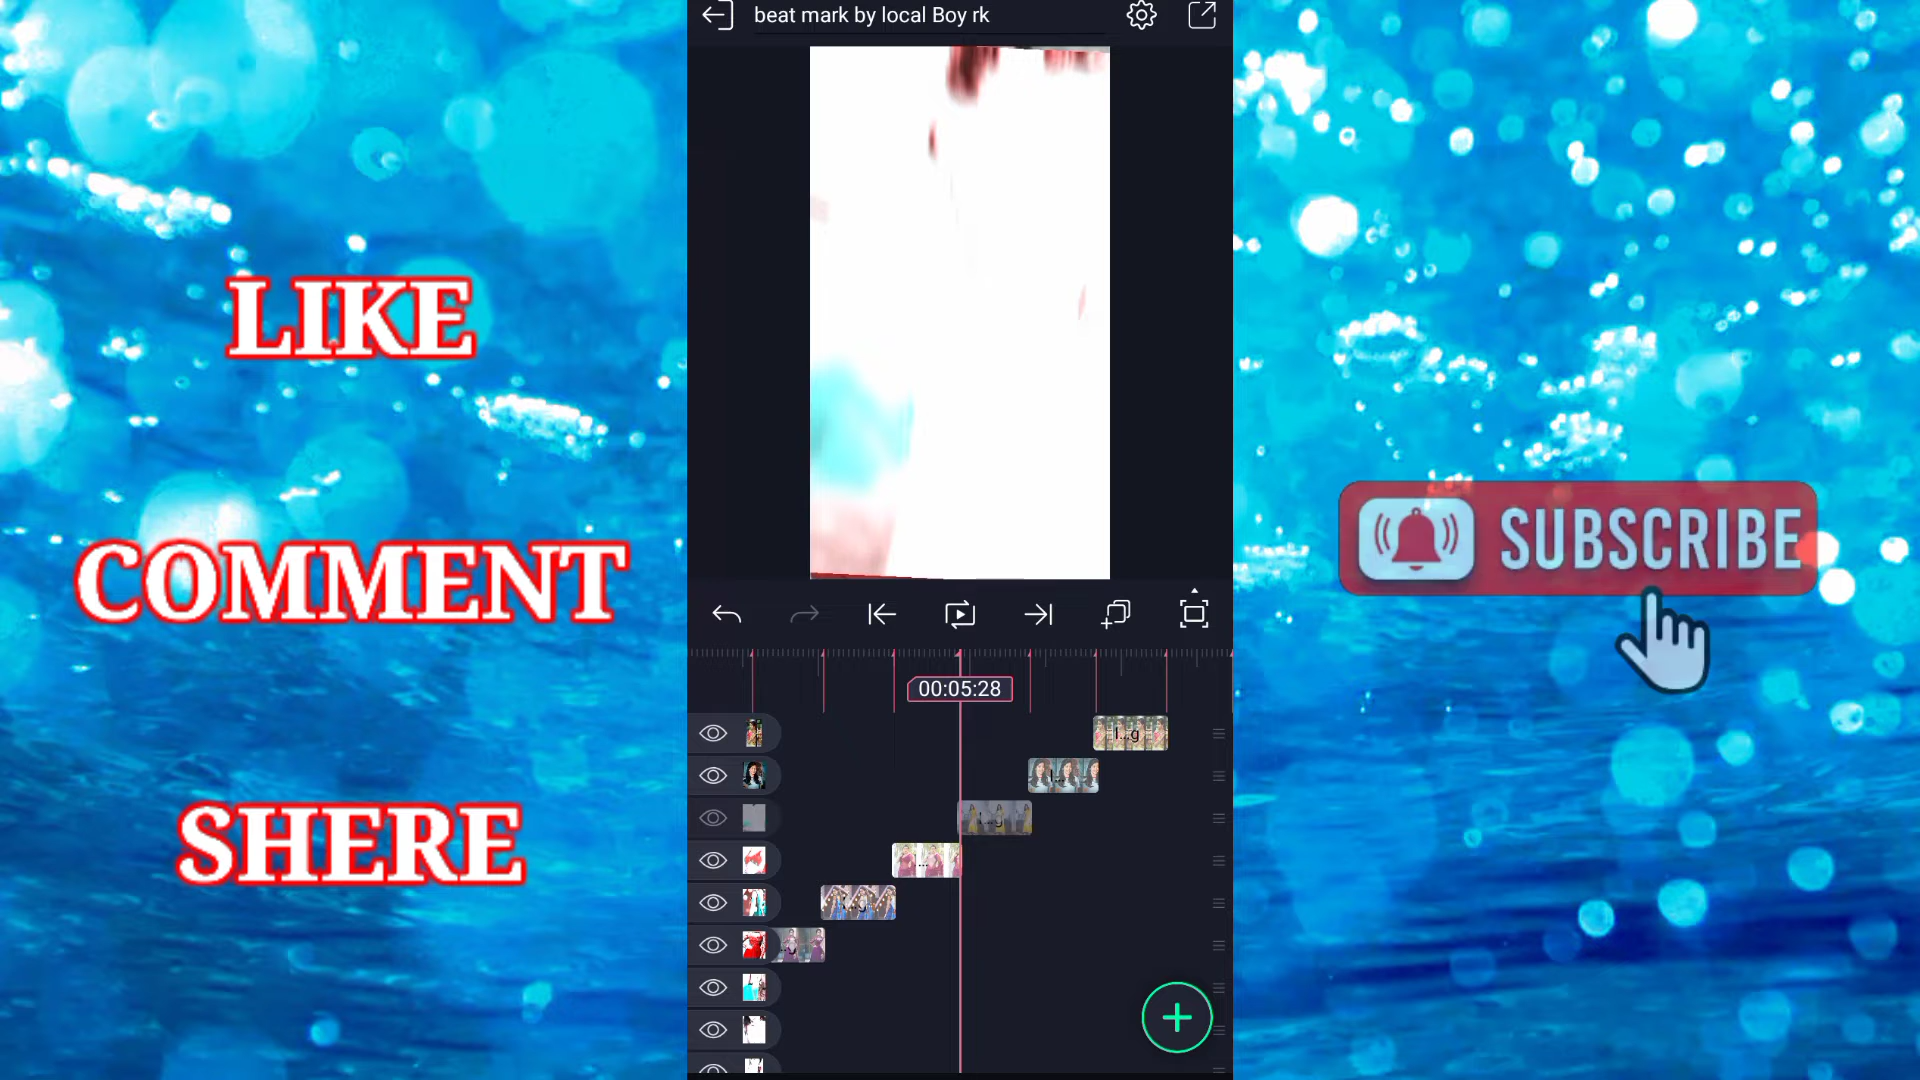 beat mark by local Boy rk
LIKE
COMMENT
SHERE
SUBSCRIBE
00:05:28
I...g